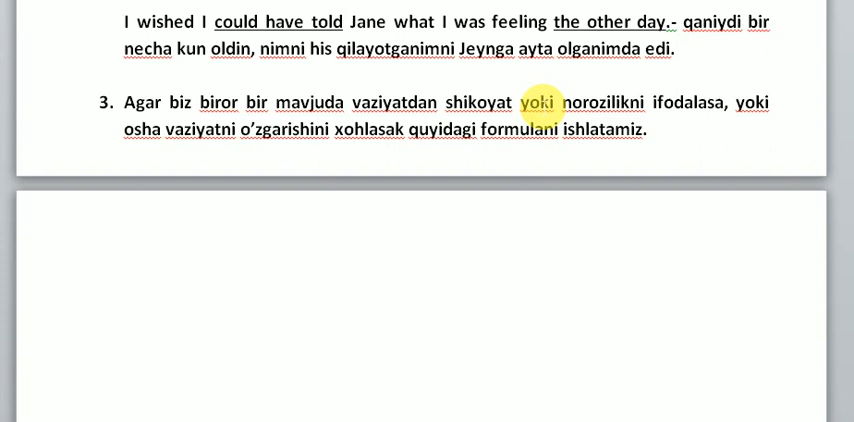 I wished I could have told Jane what I was feeling the other day.- qaniydi bir
necha kun oldin, nimni his qilayotganimni Jeynga ayta olganimda edi.
3. Agar biz biror bir mavjuda vaziyatdan shikoyat yoki norozilikni ifodalasa, yoki
osha vaziyatni o’zgarishini xohlasak quyidagi formulani ishlatamiz.